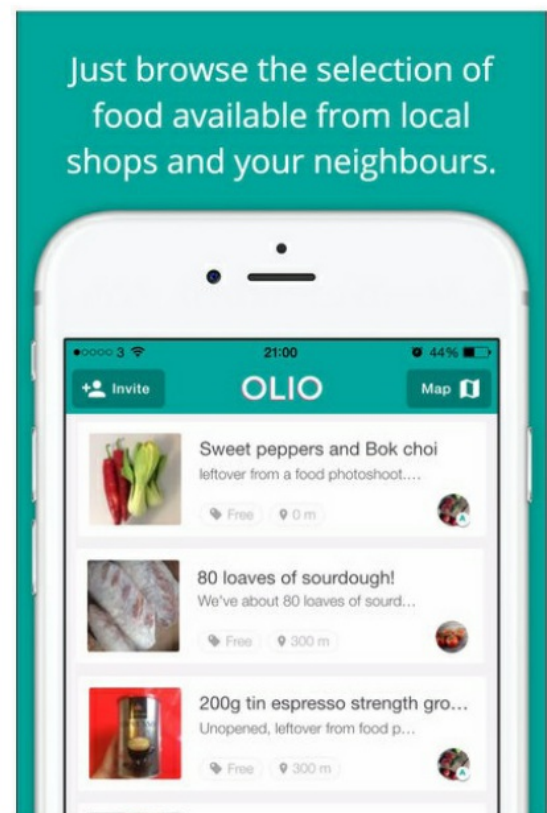 Just browse the selection of
food available from local
shops and your neighbours.
3 21:00 44%
Invite OLIO Map
Sweet peppers and Bok choi
leftover from a food photoshoot....
Free 0 m
80 loaves of sourdough!
We've about 80 loaves of sourd...
Free 300 m
200g tin espresso strength gro...
Unopened, leftover from food p...
Free 300 m